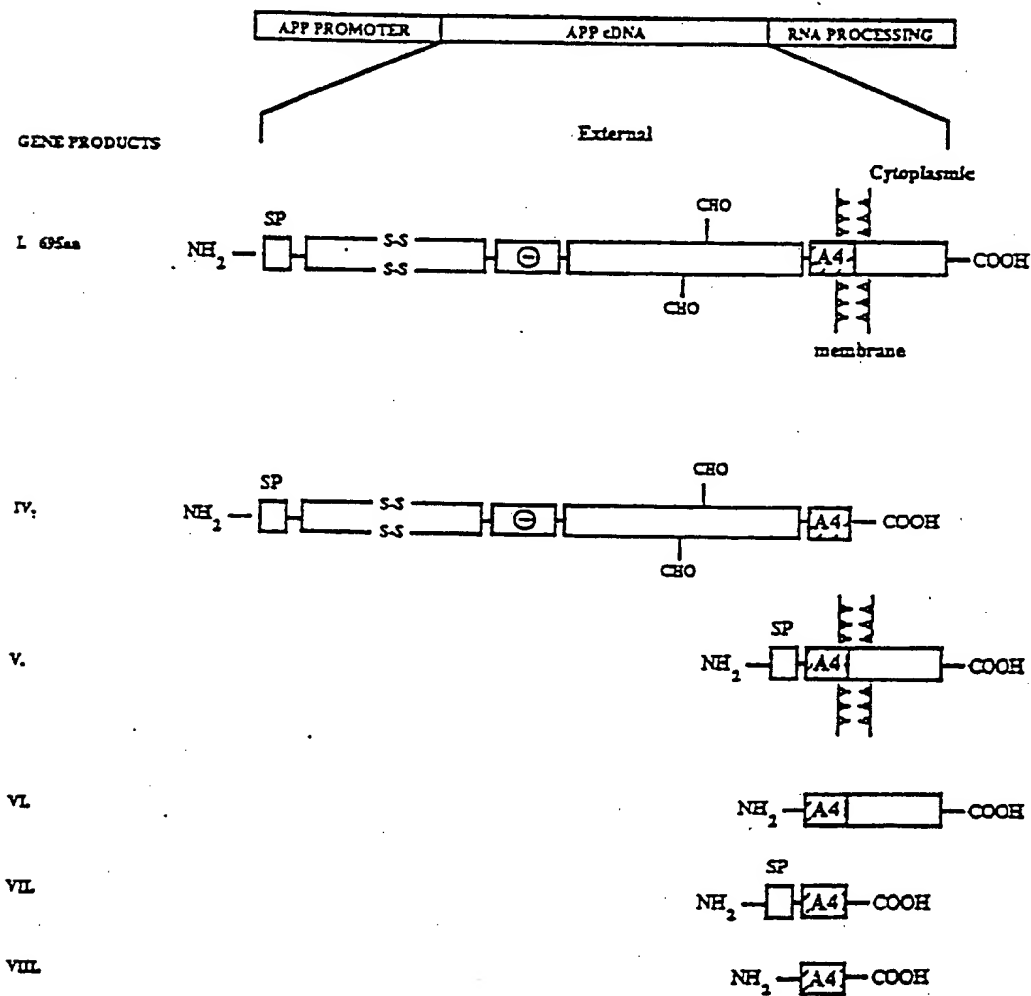 APP PROMOTER APP cDNA RNA PROCESSING
GENE PRODUCTS External
Cytoplasmic
SP CHO
I. 695aa NH2 S-S S-S ⊖ A4 COOH
CHO
membrane
SP CHO
IV. NH2 S-S S-S ⊖ A4 COOH
CHO
SP
V. NH2 A4 COOH
VI. NH2 A4 COOH
SP
VII. NH2 A4 COOH
VIII. NH2 A4 COOH